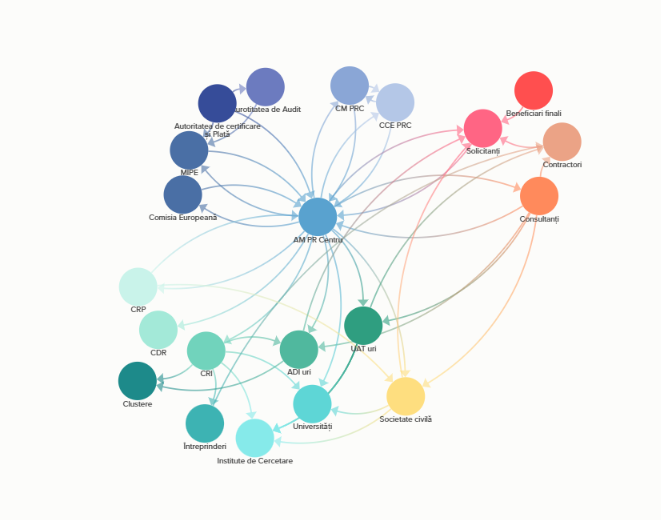 Autoritatea de Audit
CM PRC
CCE PRC
Beneficiari finali
Autoritatea de certificare
și Plată
Solicitanți
Contractori
MIPE
Comisia Europeană
Consultanți
AM PR Centru
CRP
CDR
UAT uri
CRI
ADI uri
Clustere
Întreprinderi
Universități
Societate civilă
Institute de Cercetare